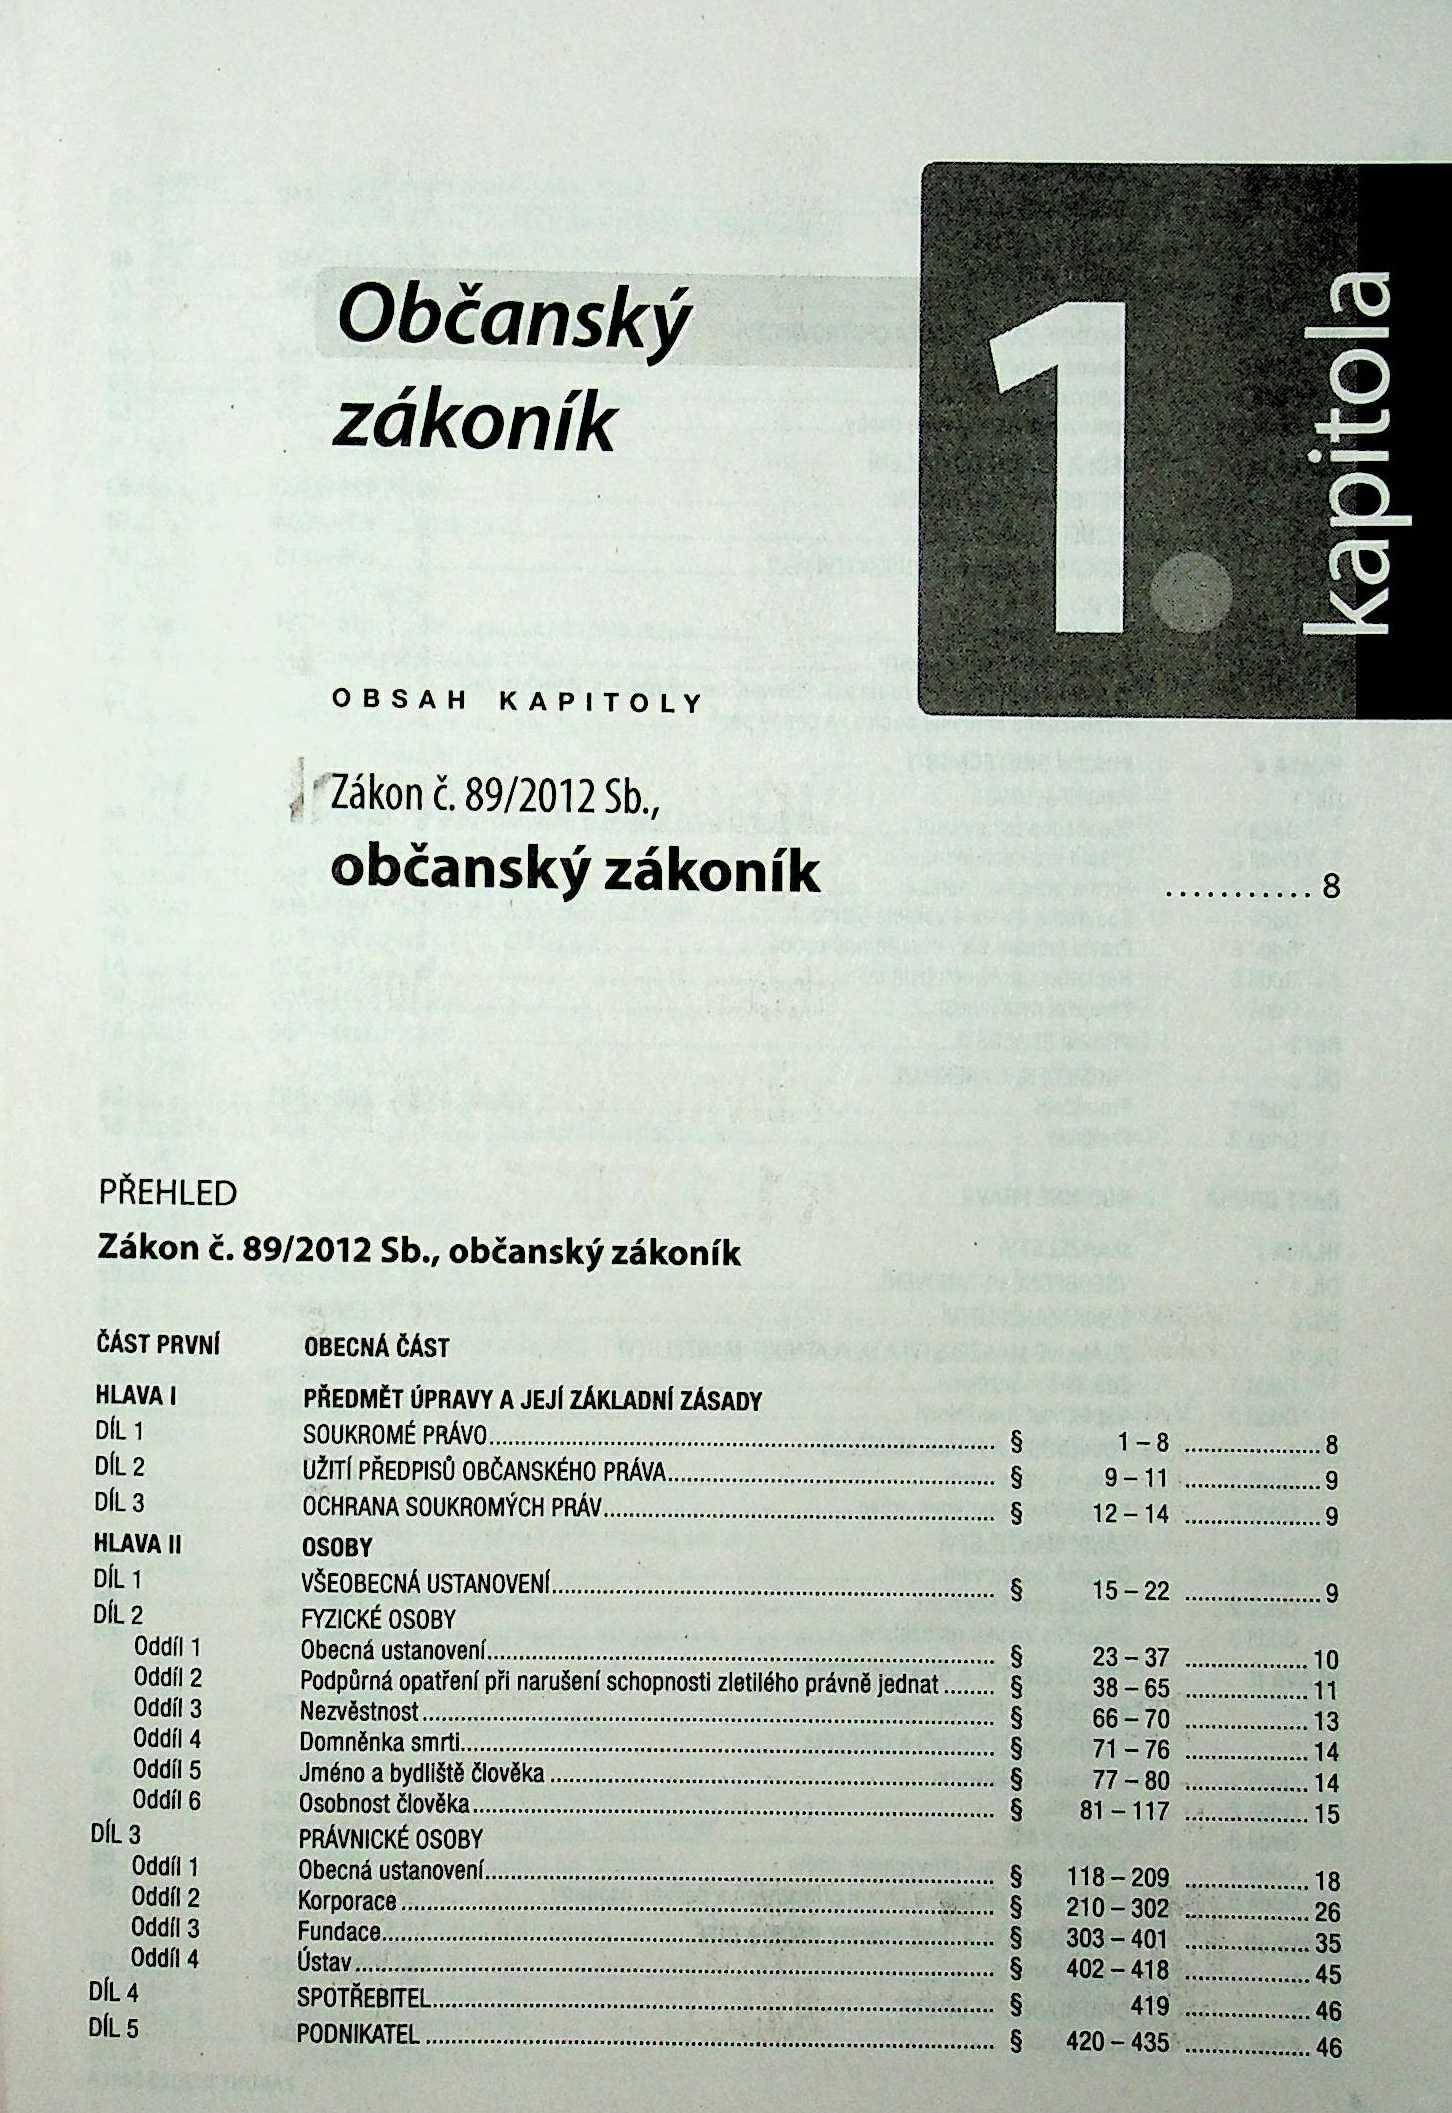 Občanský
zákoník
1.
kapitola
OBSAH KAPITOLY
Zákon č. 89/2012 Sb.,
občanský zákoník ........... 8
PŘEHLED
Zákon č. 89/2012 Sb., občanský zákoník
ČÁST PRVNÍ OBECNÁ ČÁST
HLAVA I PŘEDMĚT ÚPRAVY A JEJÍ ZÁKLADNÍ ZÁSADY
DÍL 1 SOUKROMÉ PRÁVO § 1 – 8 8
DÍL 2 UŽITÍ PŘEDPISŮ OBČANSKÉHO PRÁVA § 9 – 11 9
DÍL 3 OCHRANA SOUKROMÝCH PRÁV § 12 – 14 9
HLAVA II OSOBY
DÍL 1 VŠEOBECNÁ USTANOVENÍ § 15 – 22 9
DÍL 2 FYZICKÉ OSOBY
Oddíl 1 Obecná ustanovení § 23 – 37 10
Oddíl 2 Podpůrná opatření při narušení schopnosti zletilého právně jednat § 38 – 65 11
Oddíl 3 Nezvěstnost § 66 – 70 13
Oddíl 4 Domněnka smrti § 71 – 76 14
Oddíl 5 Jméno a bydliště člověka § 77 – 80 14
Oddíl 6 Osobnost člověka § 81 – 117 15
DÍL 3 PRÁVNICKÉ OSOBY
Oddíl 1 Obecná ustanovení § 118 – 209 18
Oddíl 2 Korporace § 210 – 302 26
Oddíl 3 Fundace § 303 – 401 35
Oddíl 4 Ústav § 402 – 418 45
DÍL 4 SPOTŘEBITEL § 419 46
DÍL 5 PODNIKATEL § 420 – 435 46